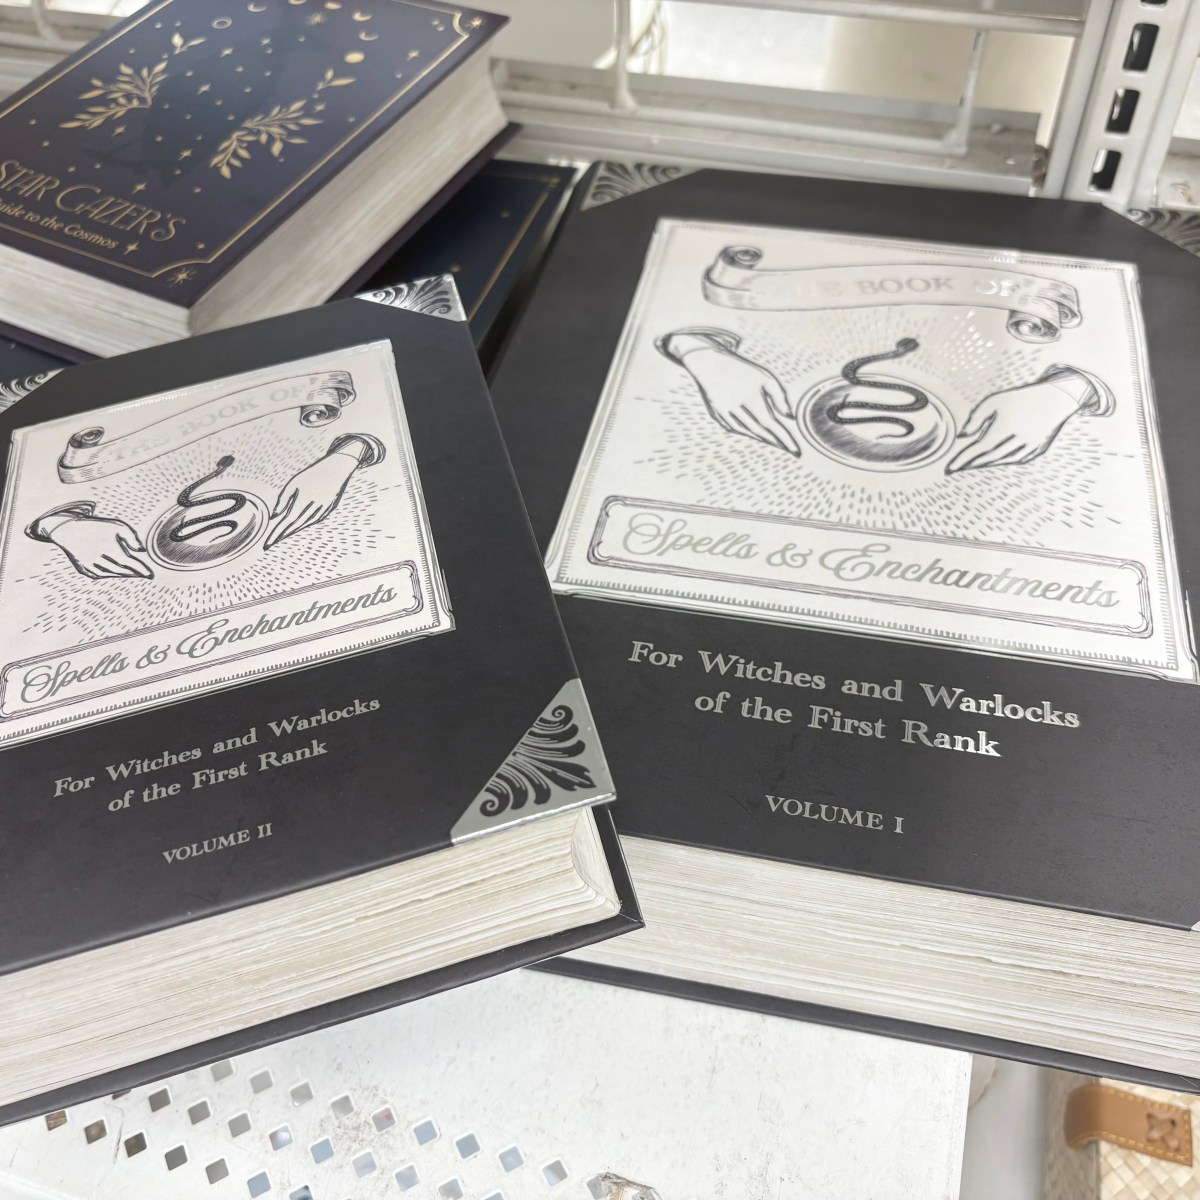 STAR GAZER'S
to the Cosmos
THE BOOK OF
Spells & Enchantments
For Witches and Warlocks
of the First Rank
VOLUME II
BOOK OF
Spells & Enchantments
For Witches and Warlocks
of the First Rank
VOLUME I